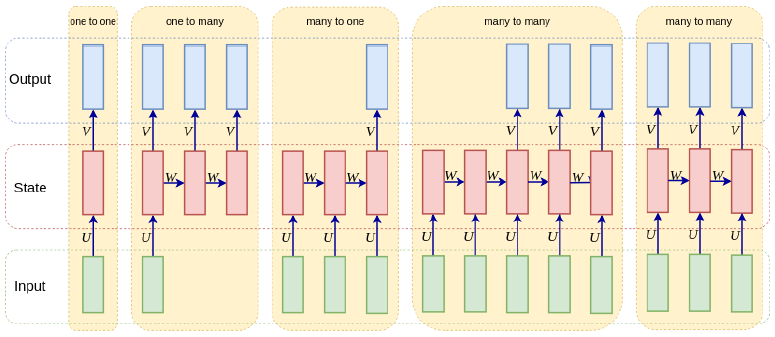 one to one
one to many
many to one
many to many
many to many
Output
V V V V V V V V V V V
State
W W W W W W W W W W
U U U U U U U U U U U U U
Input